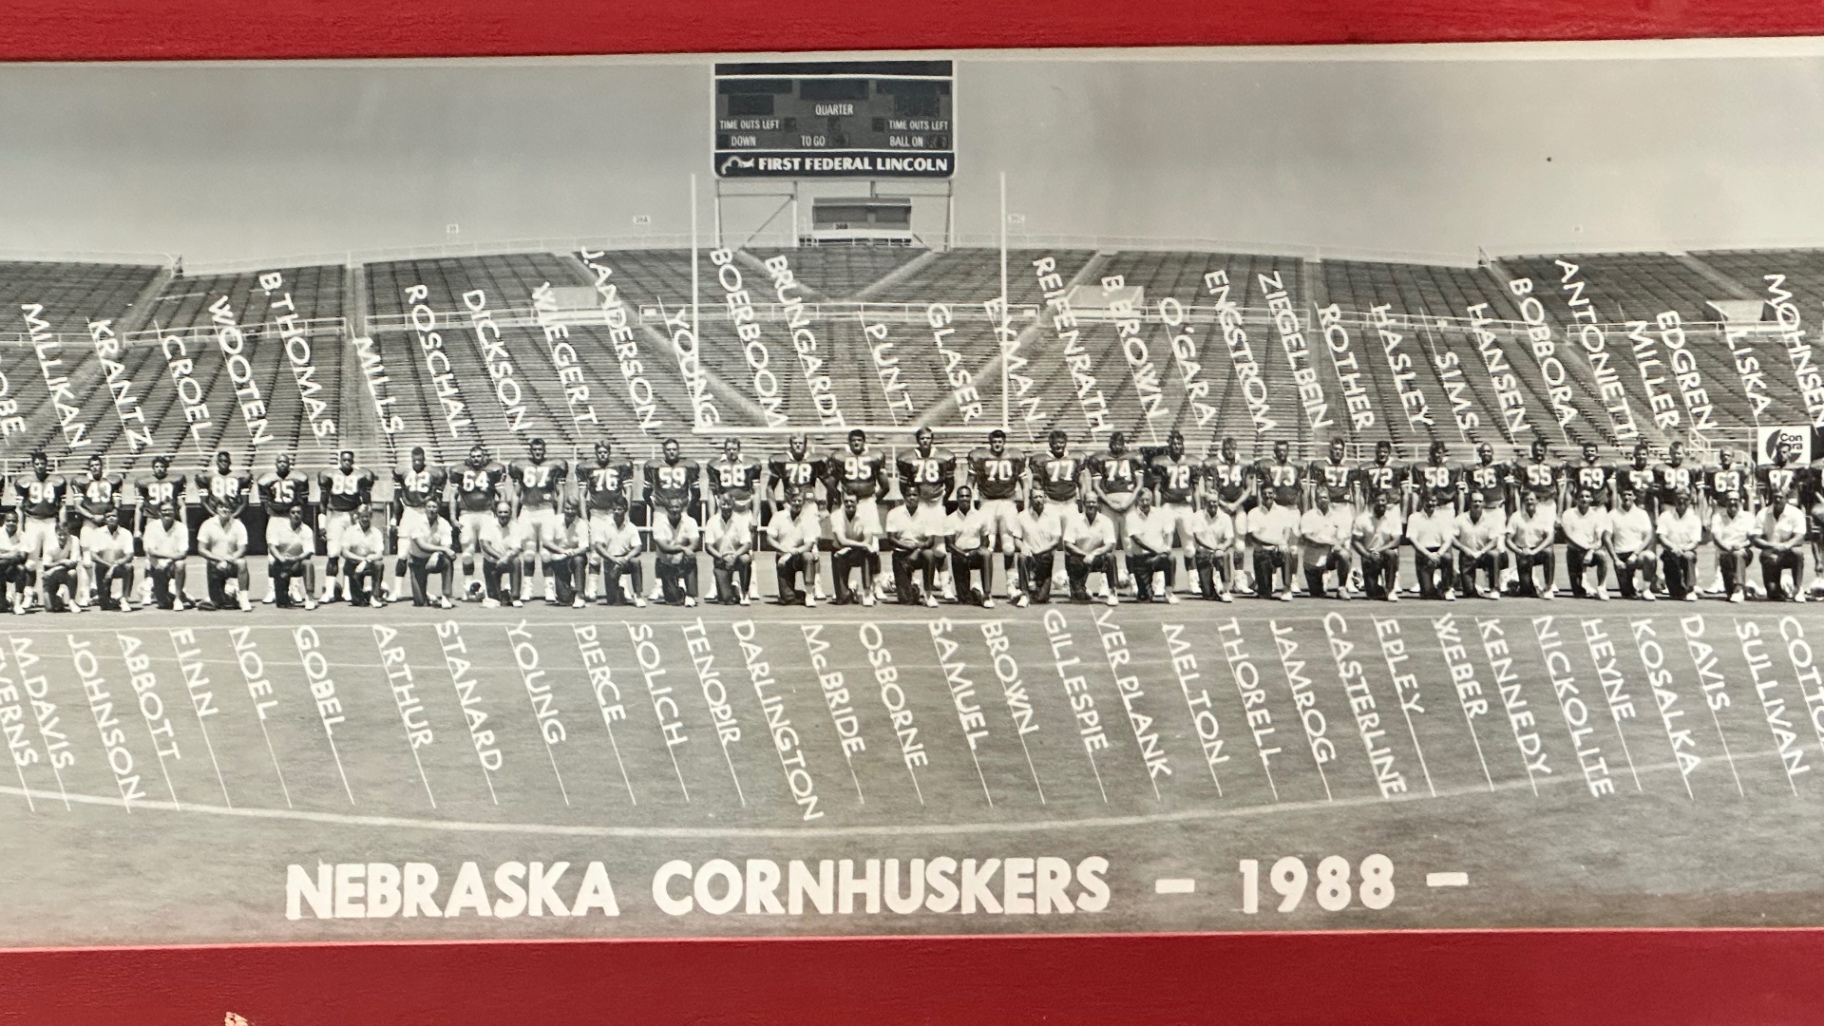 QUARTER
TIME OUTS LEFT TIME OUTS LEFT
DOWN TO GO BALL ON
FIRST FEDERAL LINCOLN
MILLIKAN
KRANTZ
CROEL
WOOTEN
B.THOMAS
MILLS
ROSCHAL
DICKSON
WIEGERT
J.ANDERSON
YOUNG
BOERBOOM
BRUNGARDT
PUNT
GLASER
REIFENRATH
B. BROWN
O'GARA
ENGSTROM
ZIEGELBEIN
ROTHER
HASLEY
SIMS
HANSEN
BOBBORA
ANTONIETTI
MILLER
EDGREN
LISKA
MOHNSEN
Con
94 43 98 88 15 89 42 64 67 76 59 68 78 95 78 70 77 74 72 54 73 57 72 58 56 55 69 99 63 87
M.DAVIS
JOHNSON
ABBOTT
FINN
NOEL
GOBEL
ARTHUR
STANARD
YOUNG
PIERCE
SOLICH
TENOPIR
DARLINGTON
McBRIDE
OSBORNE
SAMUEL
BROWN
GILLESPIE
VER PLANK
MELTON
THORELL
JAMROG
CASTERLINE
EPLEY
WEBER
KENNEDY
NICKOLITE
HEYNE
KOSALKA
DAVIS
SULLIVAN
NEBRASKA CORNHUSKERS - 1988 -